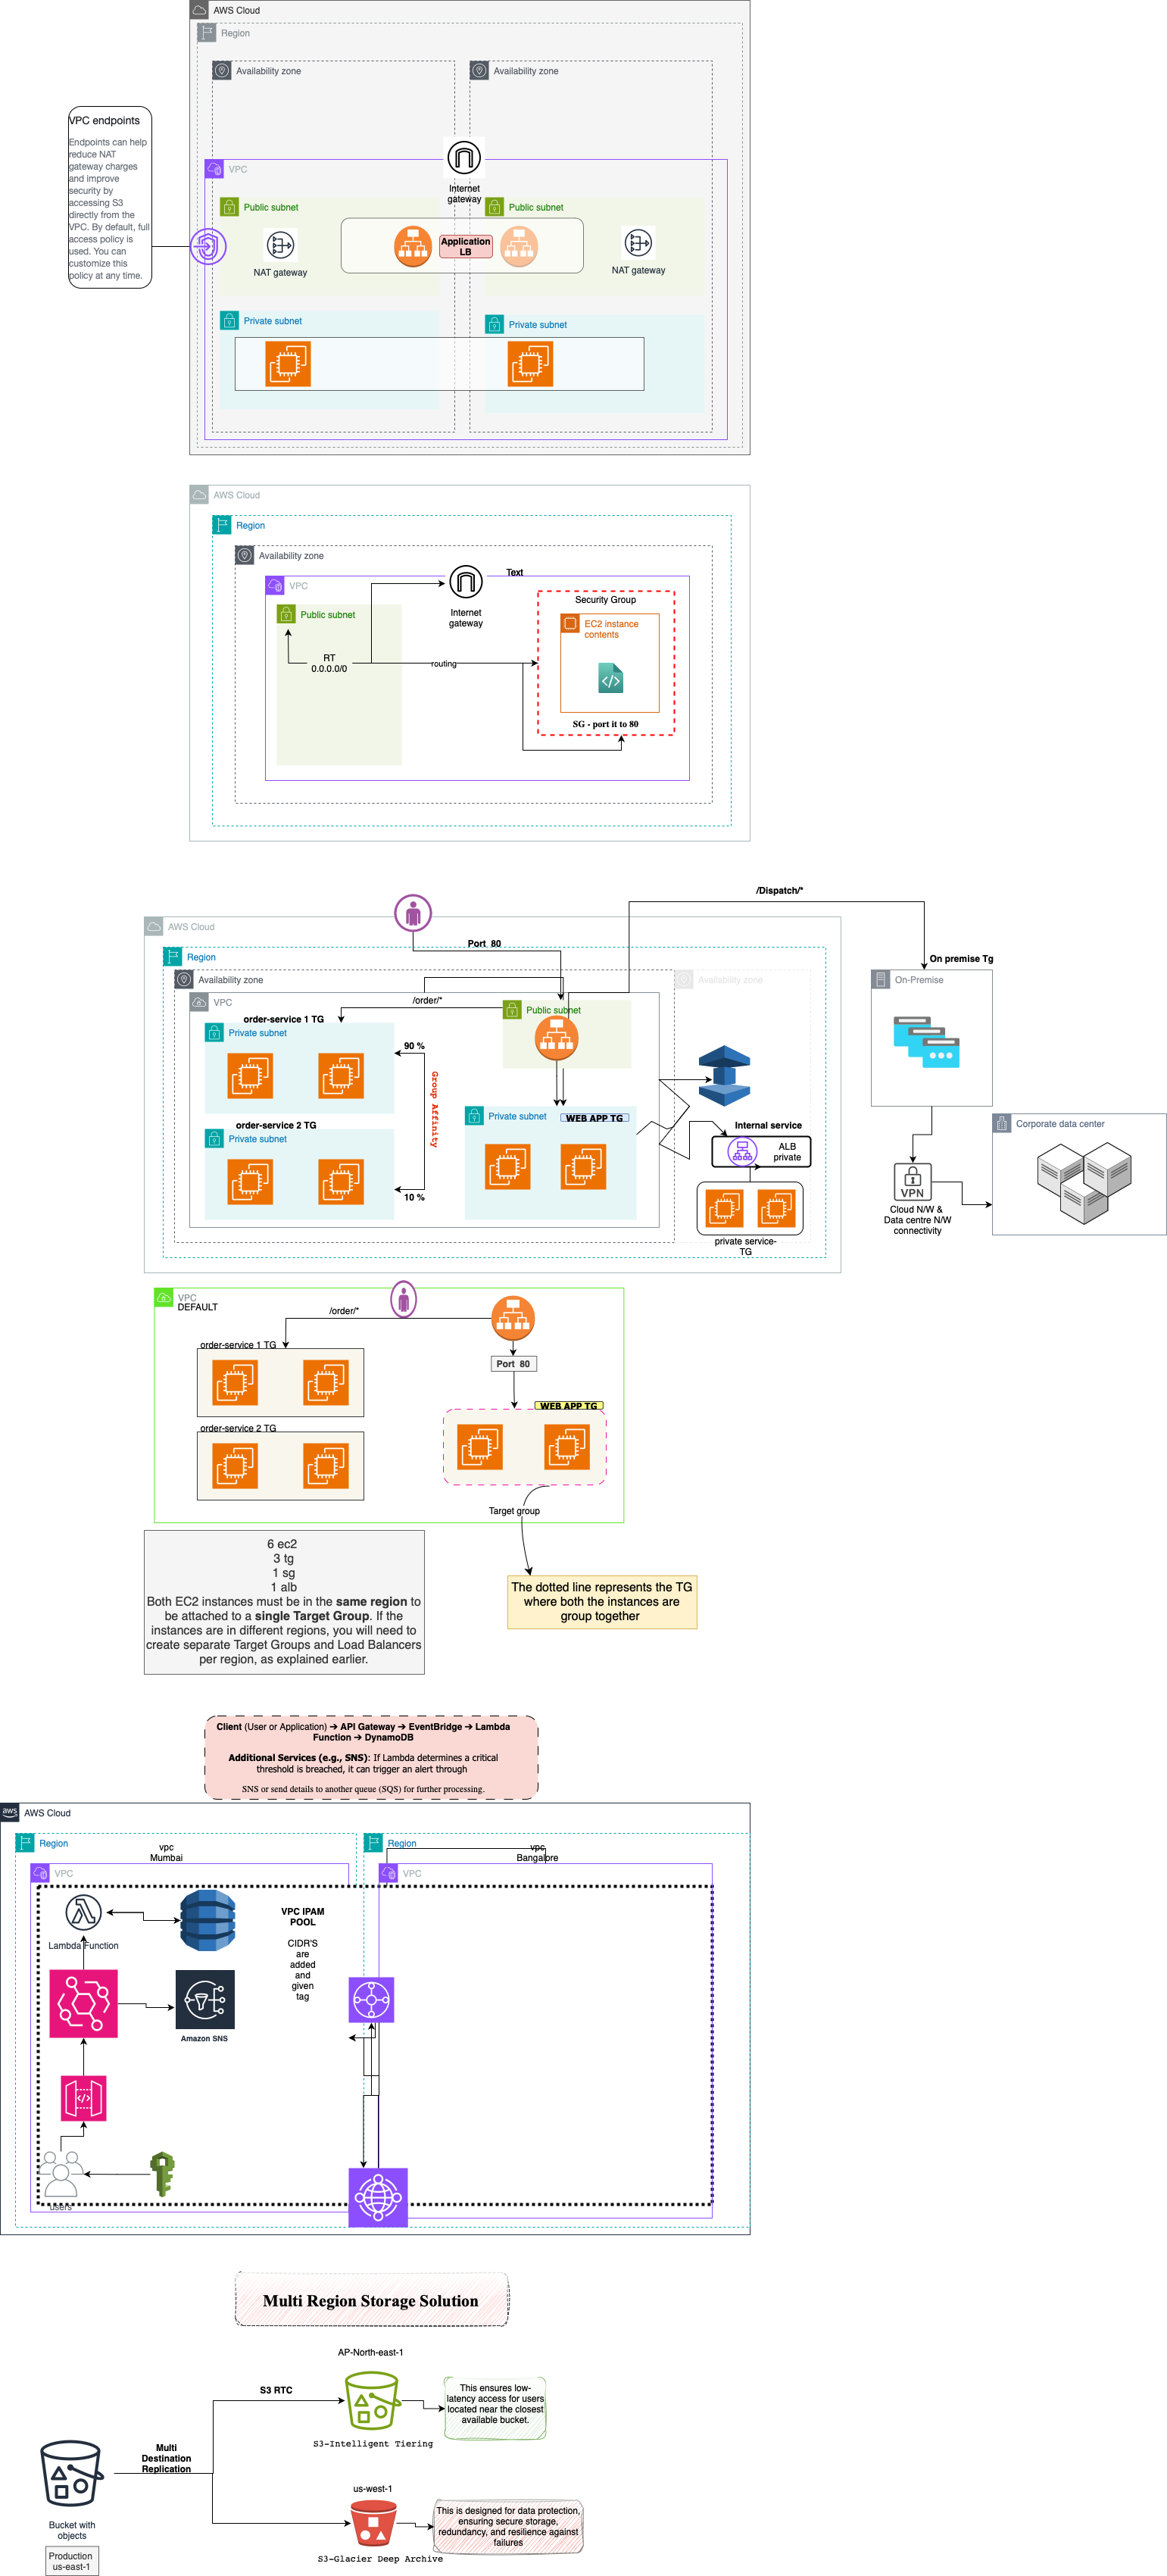 AWS Cloud
Region
Availability zone
Availability zone
VPC endpoints
Endpoints can help
reduce NAT
gateway charges
and improve
security by
accessing S3
directly from the
VPC. By default, full
access policy is
used. You can
customize this
policy at any time.
VPC
Internet
gateway
Public subnet
Public subnet
Application
LB
NAT gateway
NAT gateway
Private subnet
Private subnet
AWS Cloud
Region
Availability zone
VPC
Text
Internet
gateway
Public subnet
RT
0.0.0.0/0
routing
Security Group
EC2 instance
contents
SG - port it to 80
/Dispatch/*
AWS Cloud
Port 80
Region
On premise Tg
Availability zone
Availability zone
On-Premise
VPC
/order/*
Public subnet
order-service 1 TG
Private subnet
90 %
Group Affinity
order-service 2 TG
Private subnet
10 %
Private subnet
WEB APP TG
Internal service
ALB
private
private service-
TG
Corporate data center
VPN
Cloud N/W &
Data centre N/W
connectivity
VPC
DEFAULT
/order/*
order-service 1 TG
Port 80
WEB APP TG
order-service 2 TG
Target group
6 ec2
3 tg
1 sg
1 alb
Both EC2 instances must be in the same region to
be attached to a single Target Group. If the
instances are in different regions, you will need to
create separate Target Groups and Load Balancers
per region, as explained earlier.
The dotted line represents the TG
where both the instances are
group together
Client (User or Application) → API Gateway → EventBridge → Lambda
Function → DynamoDB
Additional Services (e.g., SNS): If Lambda determines a critical
threshold is breached, it can trigger an alert through
SNS or send details to another queue (SQS) for further processing.
aws
AWS Cloud
Region
vpc
Mumbai
Region
vpc
Bangalore
VPC
VPC
Lambda Function
VPC IPAM
POOL
CIDR'S
are
added
and
given
tag
Amazon SNS
users
Multi Region Storage Solution
AP-North-east-1
S3 RTC
This ensures low-
latency access for users
located near the closest
available bucket.
S3-Intelligent Tiering
Multi
Destination
Replication
us-west-1
This is designed for data protection,
ensuring secure storage,
redundancy, and resilience against
failures
S3-Glacier Deep Archive
Bucket with
objects
Production
us-east-1